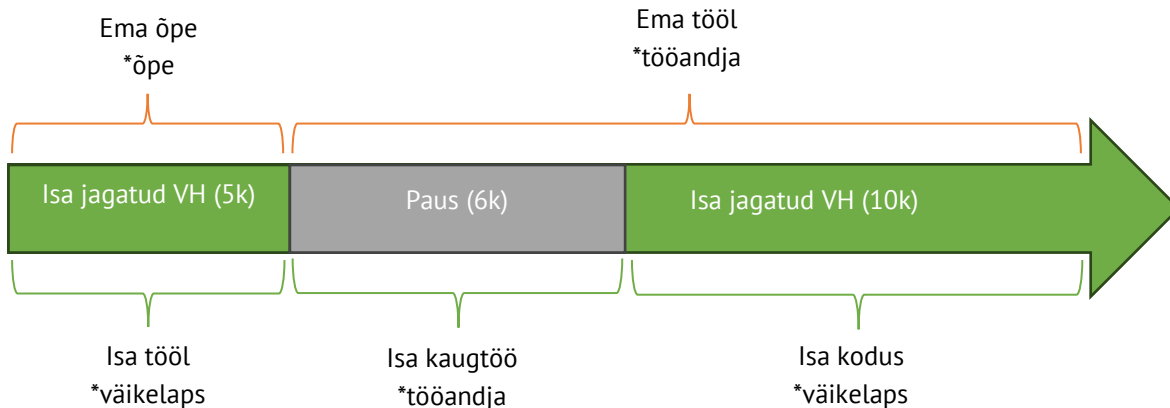 Ema õpe
*õpe
Ema tööl
*tööandja
Isa jagatud VH (5k)
Paus (6k)
Isa jagatud VH (10k)
Isa tööl
*väikelaps
Isa kaugtöö
*tööandja
Isa kodus
*väikelaps